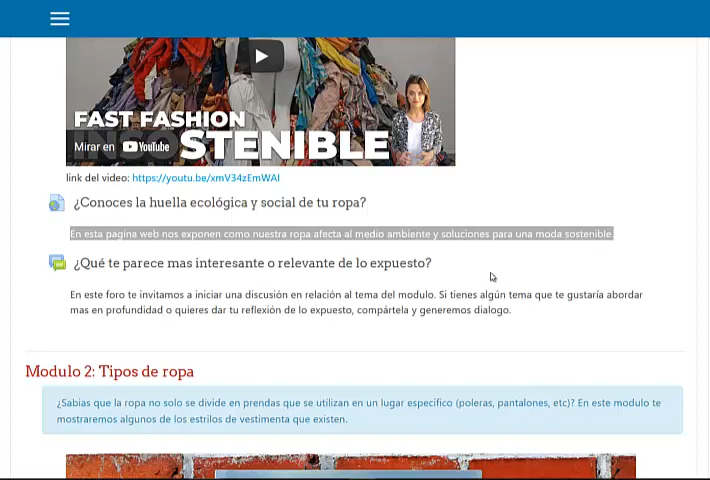 FAST FASHION
INSOSTENIBLE
Mirar en YouTube
link del video: https://youtu.be/xmV34zEmWAI
¿Conoces la huella ecológica y social de tu ropa?
En esta pagina web nos exponen como nuestra ropa afecta al medio ambiente y soluciones para una moda sostenible.
¿Qué te parece mas interesante o relevante de lo expuesto?
En este foro te invitamos a iniciar una discusión en relación al tema del modulo. Si tienes algún tema que te gustaría abordar
mas en profundidad o quieres dar tu reflexión de lo expuesto, compártela y generemos dialogo.
Modulo 2: Tipos de ropa
¿Sabias que la ropa no solo se divide en prendas que se utilizan en un lugar especifico (poleras, pantalones, etc)? En este modulo te
mostraremos algunos de los estrilos de vestimenta que existen.